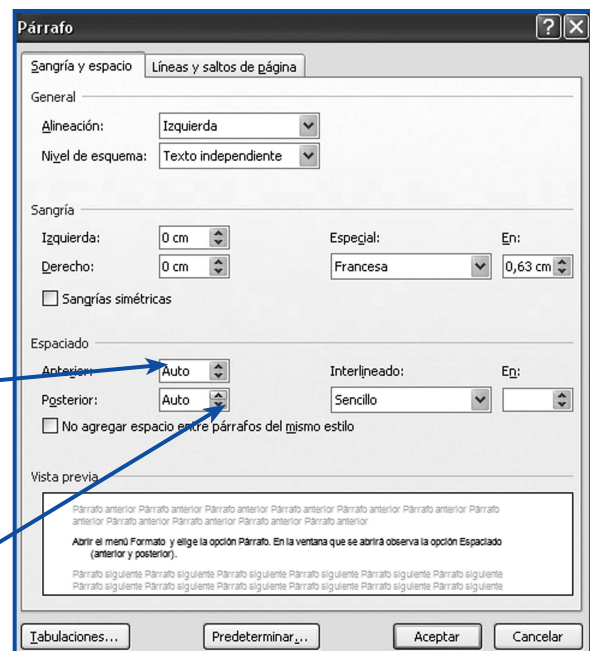 Párrafo
Sangría y espacio Líneas y saltos de página
General
Alineación: Izquierda
Nivel de esquema: Texto independiente
Sangría
Izquierda: 0 cm Especial: En:
Derecho: 0 cm Francesa 0,63 cm
Sangrías simétricas
Espaciado
Anterior: Auto Interlineado: En:
Posterior: Auto Sencillo
No agregar espacio entre párrafos del mismo estilo
Vista previa
Párrafo anterior Párrafo anterior Párrafo anterior Párrafo anterior Párrafo anterior Párrafo anterior Párrafo
anterior Párrafo anterior Párrafo anterior Párrafo anterior Párrafo anterior
Abrir el menú Formato y elige la opción Párrafo. En la ventana que se abrirá observa la opción Espaciado
(anterior y posterior).
Párrafo siguiente Párrafo siguiente Párrafo siguiente Párrafo siguiente Párrafo siguiente Párrafo siguiente
Párrafo siguiente Párrafo siguiente Párrafo siguiente Párrafo siguiente Párrafo siguiente Párrafo siguiente
Tabulaciones... Predeterminar... Aceptar Cancelar